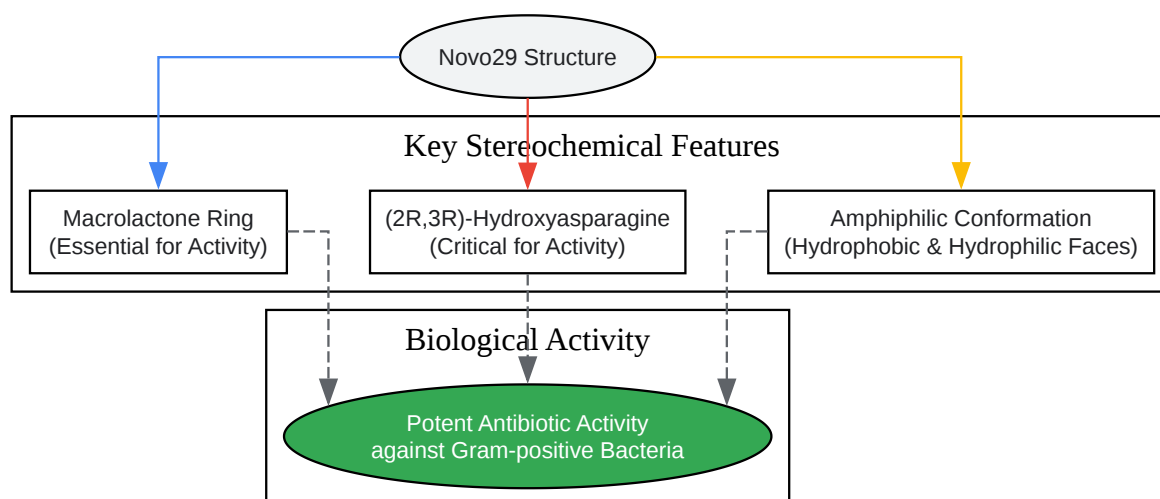 Novo29 Structure
Key Stereochemical Features
Macrolactone Ring
(Essential for Activity)
(2R,3R)-Hydroxyasparagine
(Critical for Activity)
Amphiphilic Conformation
(Hydrophobic & Hydrophilic Faces)
Biological Activity
Potent Antibiotic Activity
against Gram-positive Bacteria